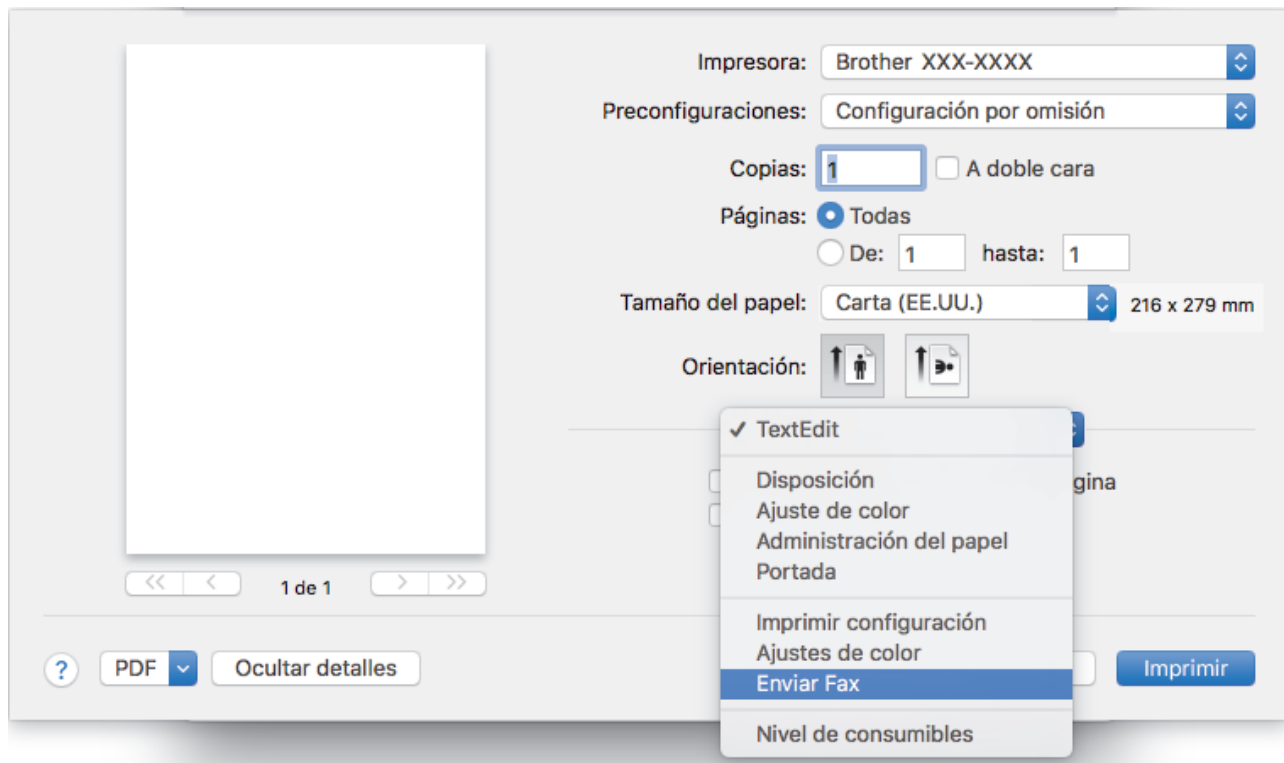 Impresora: Brother XXX-XXXX
Preconfiguraciones: Configuración por omisión
Copias: 1 A doble cara
Páginas: Todas
De: 1 hasta: 1
Tamaño del papel: Carta (EE.UU.) 216 x 279 mm
Orientación:
✓ TextEdit
Disposición
gina
Ajuste de color
Administración del papel
Portada
1 de 1
Imprimir configuración
Ajustes de color
Enviar Fax
Nivel de consumibles
? PDF Ocultar detalles Imprimir